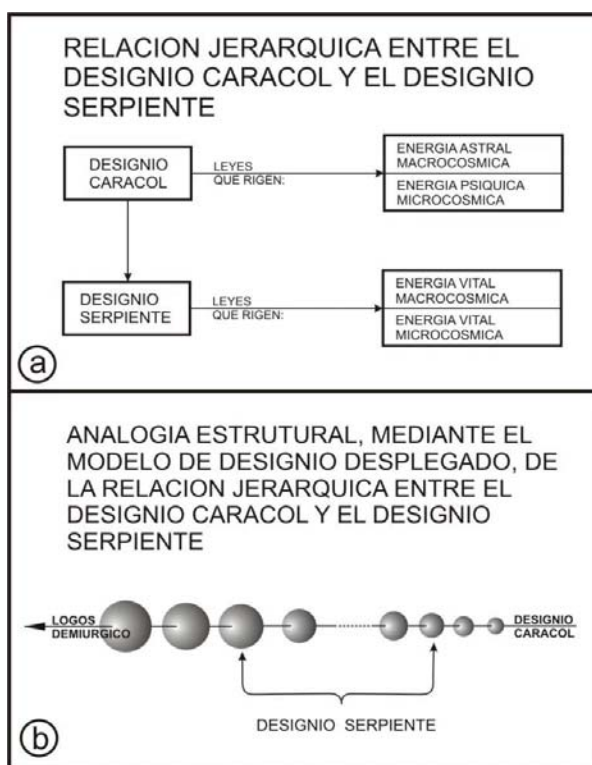 RELACION JERARQUICA ENTRE EL
DESIGNIO CARACOL Y EL DESIGNIO
SERPIENTE
DESIGNIO
CARACOL
LEYES
QUE RIGEN:
ENERGIA ASTRAL
MACROCOSMICA
ENERGIA PSIQUICA
MICROCOSMICA
DESIGNIO
SERPIENTE
LEYES
QUE RIGEN:
ENERGIA VITAL
MACROCOSMICA
ENERGIA VITAL
MICROCOSMICA
a
ANALOGIA ESTRUTURAL, MEDIANTE EL
MODELO DE DESIGNIO DESPLEGADO, DE
LA RELACION JERARQUICA ENTRE EL
DESIGNIO CARACOL Y EL DESIGNIO
SERPIENTE
LOGOS
DEMIURGICO
DESIGNIO
CARACOL
DESIGNIO SERPIENTE
b